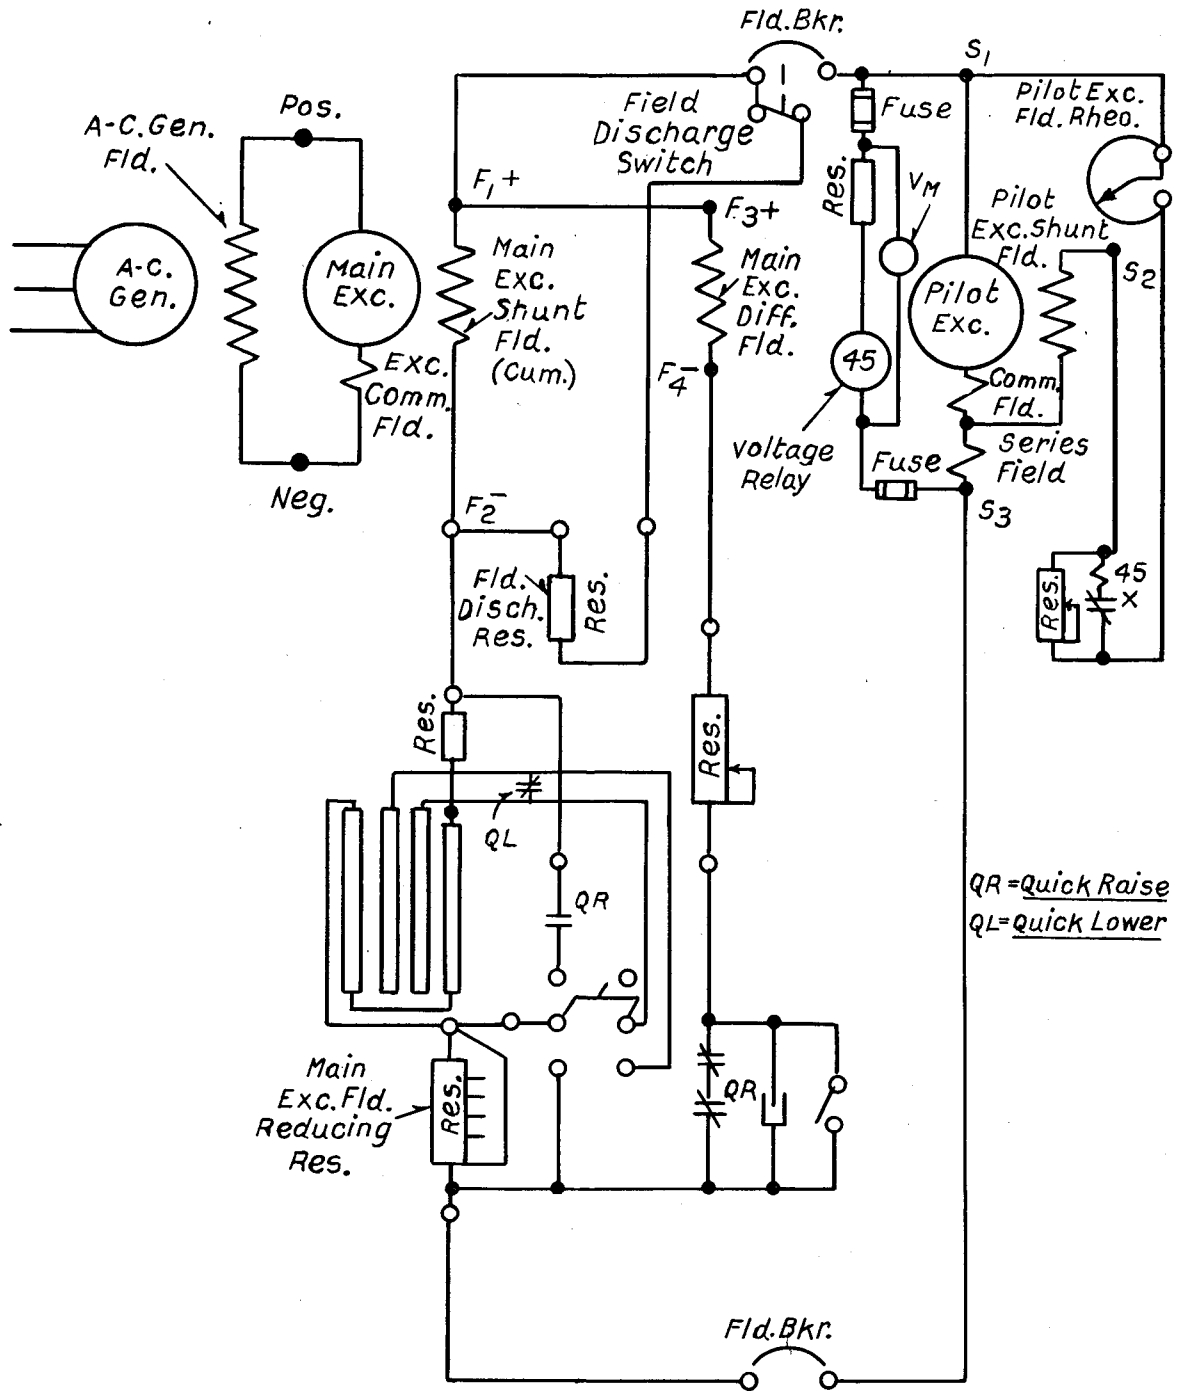 Fld.Bkr.
S1
Pilot Exc.
Fld. Rheo.
Fuse
Field
Discharge
Switch
Pos.
A-C. Gen.
Fld.
Res.
VM
F1+
F3+
Pilot
Exc. Shunt
Fld.
S2
A-C.
Gen.
Main
Exc.
Main
Exc.
Shunt
Fld.
(Cum.)
Main
Exc.
Diff.
Fld.
Pilot
Exc.
45
F4-
Exc.
Comm.
Fld.
Comm.
Fld.
Voltage
Relay
Fuse
Series
Field
Neg.
F2-
S3
Fld.
Disch.
Res.
Res.
45
X
Res.
Res.
Res.
QL
QR
QR = Quick Raise
QL = Quick Lower
Main
Exc. Fld.
Reducing
Res.
Res.
QR
Fld. Bkr.